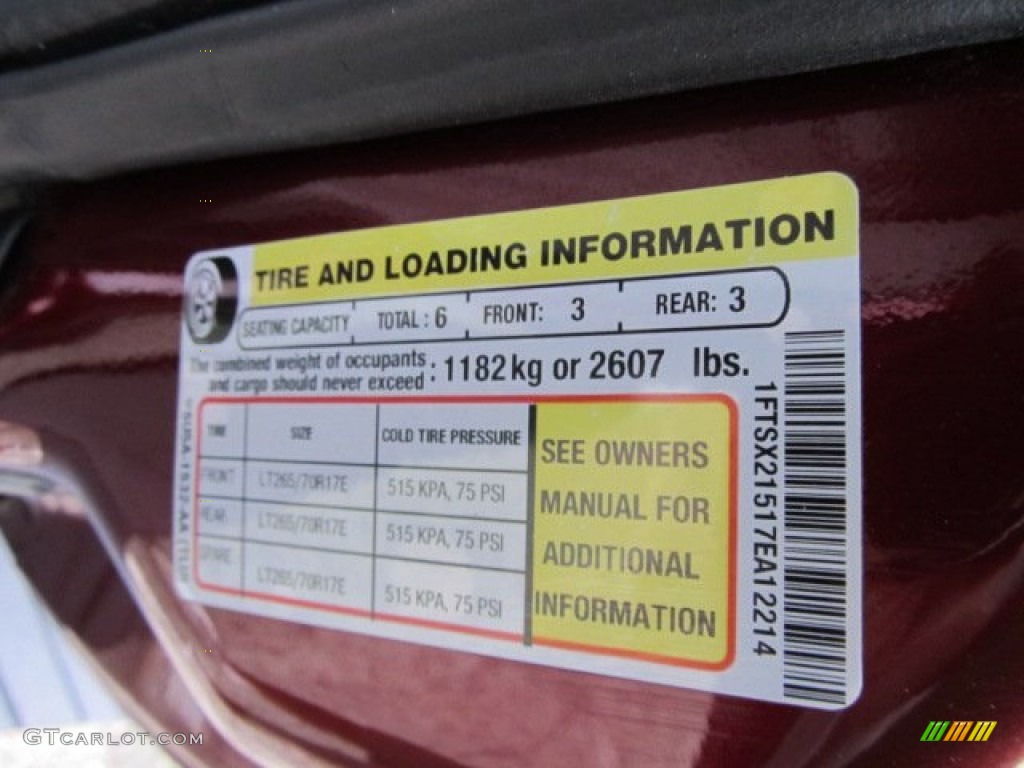 TIRE AND LOADING INFORMATION
SEATING CAPACITY TOTAL : 6 FRONT: 3 REAR: 3
The combined weight of occupants
and cargo should never exceed : 1182 kg or 2607 lbs.
TIRE SIZE COLD TIRE PRESSURE
FRONT LT265/70R17E 515 KPA, 75 PSI
REAR LT265/70R17E 515 KPA, 75 PSI
SPARE LT265/70R17E 515 KPA, 75 PSI
SEE OWNERS
MANUAL FOR
ADDITIONAL
INFORMATION
1FTSX21517EA12214
GTCARLOT.COM